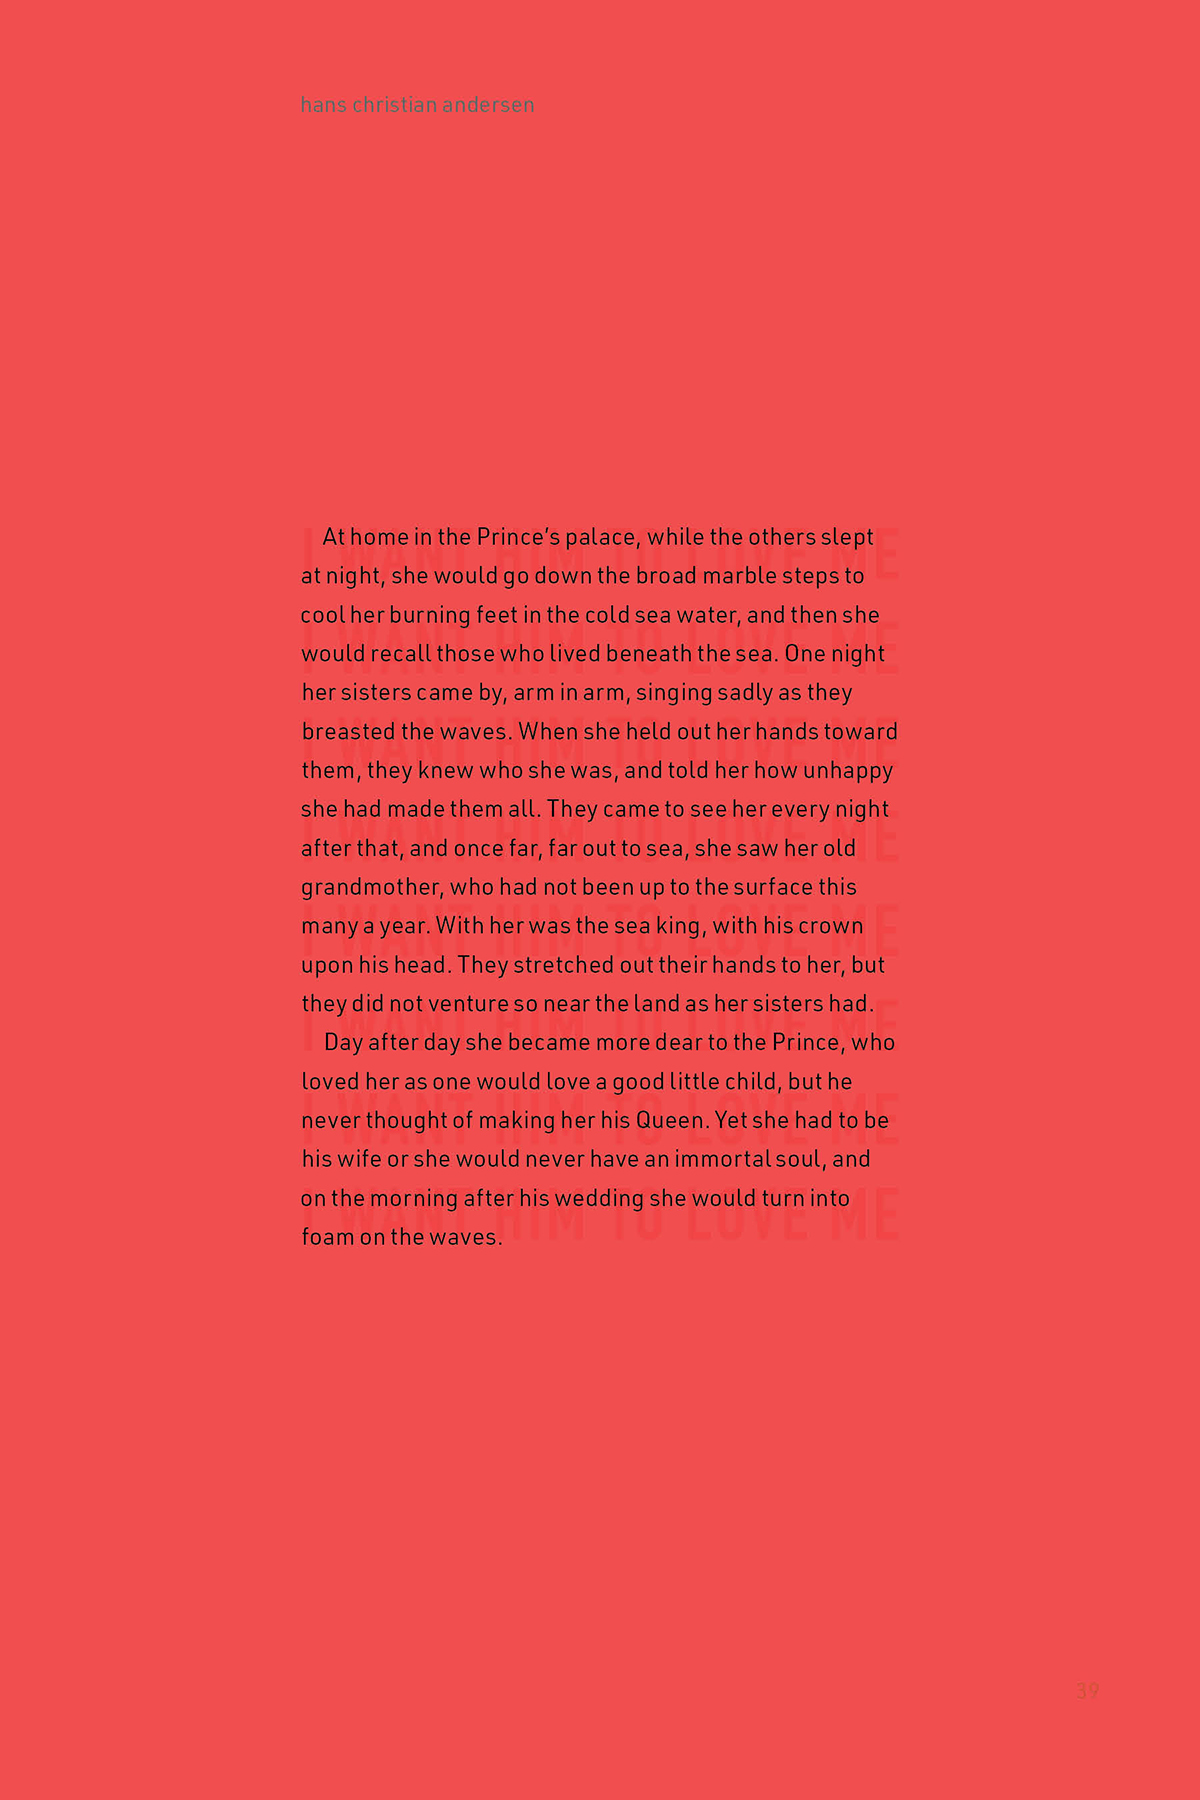 hans christian andersen
I WANT HIM TO LOVE ME
I WANT HIM TO LOVE ME
I WANT HIM TO LOVE ME
I WANT HIM TO LOVE ME
I WANT HIM TO LOVE ME
I WANT HIM TO LOVE ME
I WANT HIM TO LOVE ME
I WANT HIM TO LOVE ME
At home in the Prince’s palace, while the others slept
at night, she would go down the broad marble steps to
cool her burning feet in the cold sea water, and then she
would recall those who lived beneath the sea. One night
her sisters came by, arm in arm, singing sadly as they
breasted the waves. When she held out her hands toward
them, they knew who she was, and told her how unhappy
she had made them all. They came to see her every night
after that, and once far, far out to sea, she saw her old
grandmother, who had not been up to the surface this
many a year. With her was the sea king, with his crown
upon his head. They stretched out their hands to her, but
they did not venture so near the land as her sisters had.
Day after day she became more dear to the Prince, who
loved her as one would love a good little child, but he
never thought of making her his Queen. Yet she had to be
his wife or she would never have an immortal soul, and
on the morning after his wedding she would turn into
foam on the waves.
39